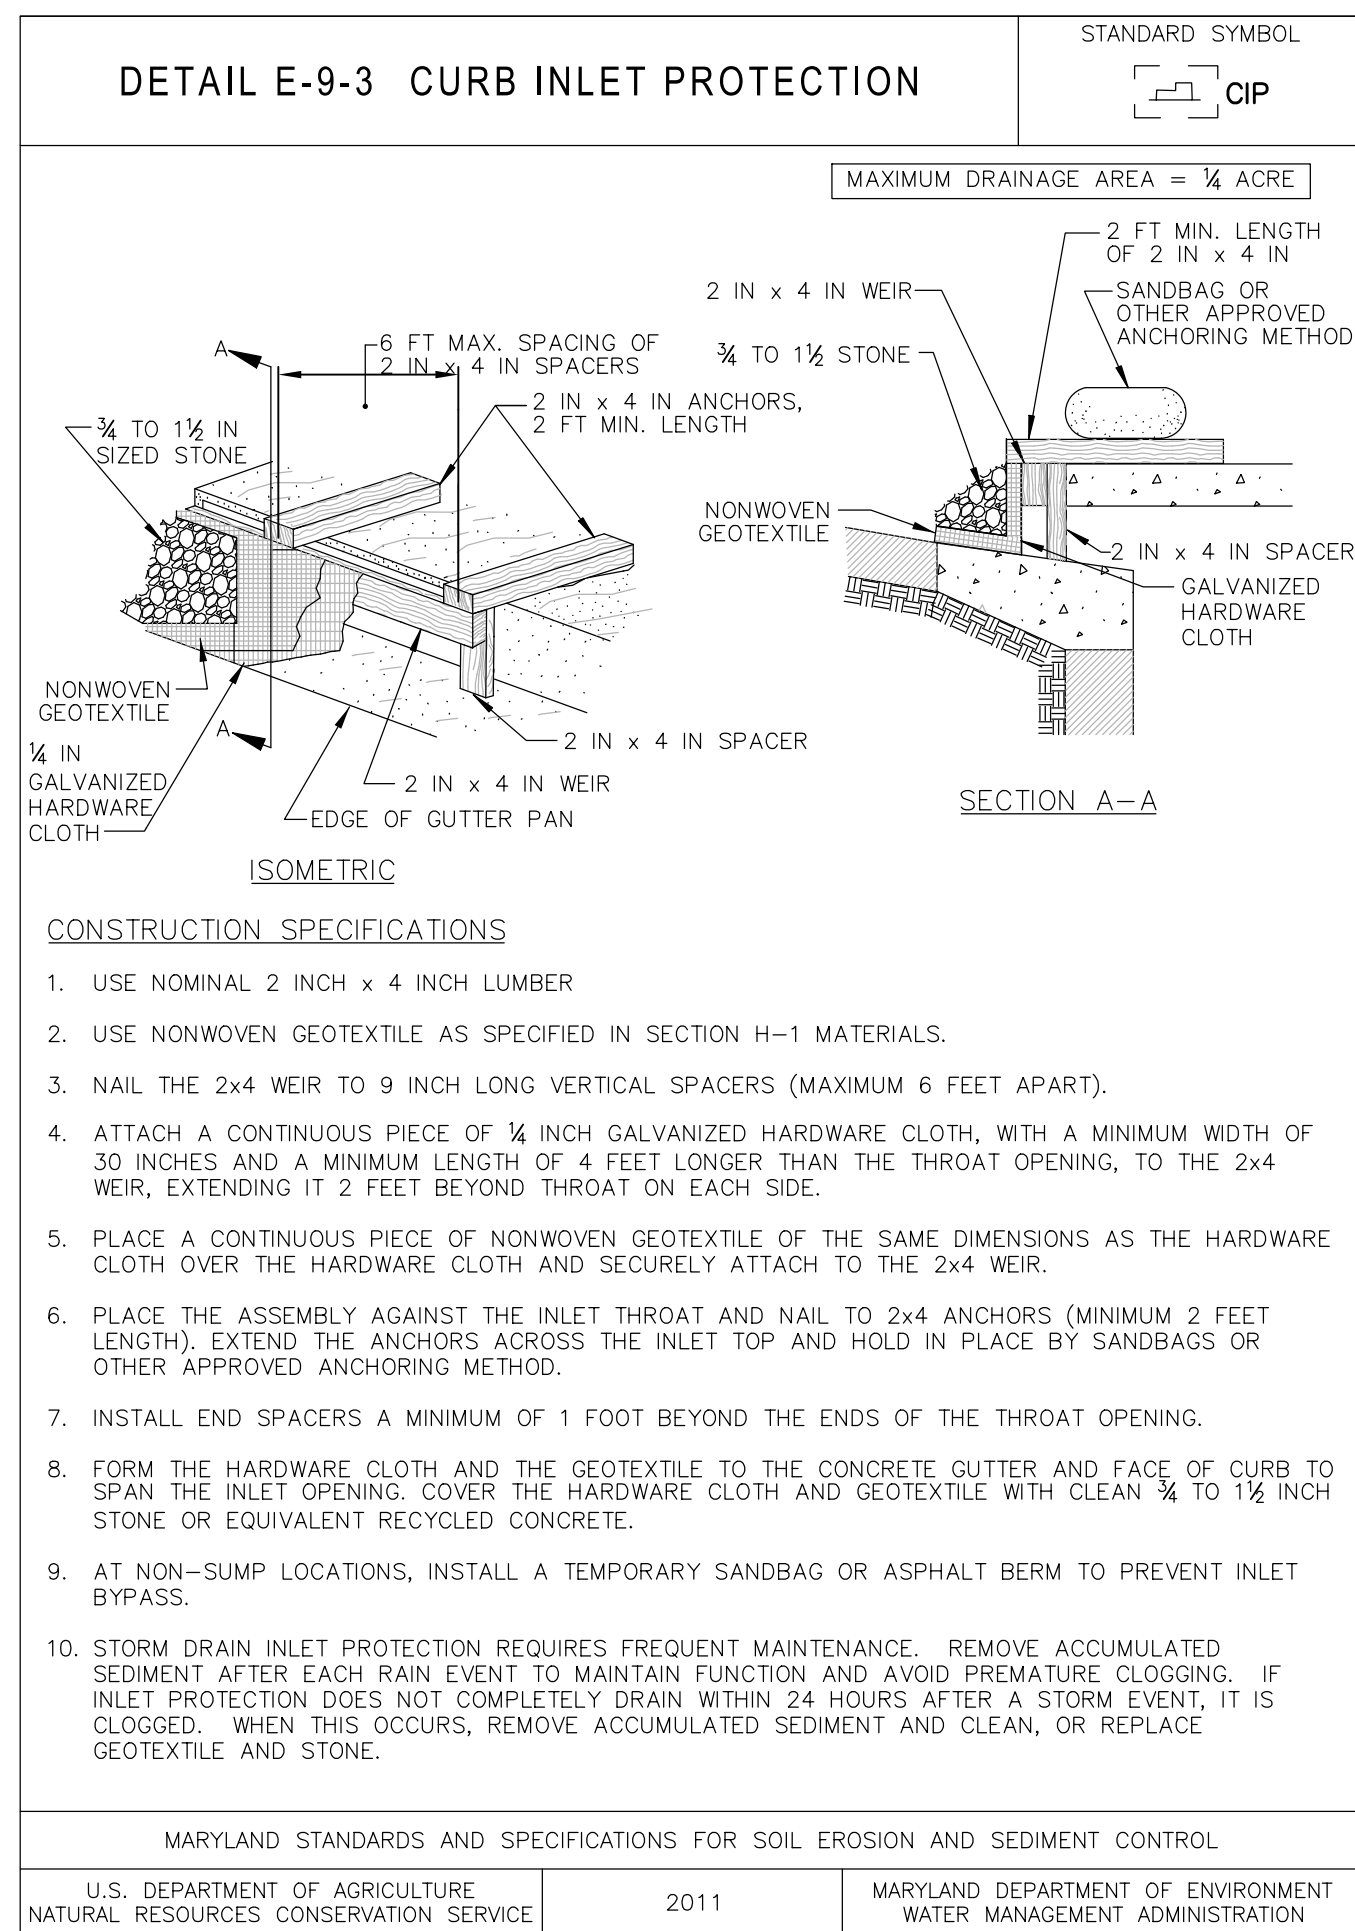 DETAIL E-9-3 CURB INLET PROTECTION
STANDARD SYMBOL
CIP
MAXIMUM DRAINAGE AREA = ¼ ACRE
A
6 FT MAX. SPACING OF
2 IN x 4 IN SPACERS
2 IN x 4 IN ANCHORS,
2 FT MIN. LENGTH
¾ TO 1½ IN
SIZED STONE
NONWOVEN
GEOTEXTILE
A
¼ IN
GALVANIZED
HARDWARE
CLOTH
2 IN x 4 IN SPACER
2 IN x 4 IN WEIR
EDGE OF GUTTER PAN
ISOMETRIC
2 FT MIN. LENGTH
OF 2 IN x 4 IN
2 IN x 4 IN WEIR
SANDBAG OR
OTHER APPROVED
ANCHORING METHOD
¾ TO 1½ STONE
NONWOVEN
GEOTEXTILE
2 IN x 4 IN SPACER
GALVANIZED
HARDWARE
CLOTH
SECTION A-A
CONSTRUCTION SPECIFICATIONS
1. USE NOMINAL 2 INCH x 4 INCH LUMBER
2. USE NONWOVEN GEOTEXTILE AS SPECIFIED IN SECTION H-1 MATERIALS.
3. NAIL THE 2x4 WEIR TO 9 INCH LONG VERTICAL SPACERS (MAXIMUM 6 FEET APART).
4. ATTACH A CONTINUOUS PIECE OF ¼ INCH GALVANIZED HARDWARE CLOTH, WITH A MINIMUM WIDTH OF
30 INCHES AND A MINIMUM LENGTH OF 4 FEET LONGER THAN THE THROAT OPENING, TO THE 2x4
WEIR, EXTENDING IT 2 FEET BEYOND THROAT ON EACH SIDE.
5. PLACE A CONTINUOUS PIECE OF NONWOVEN GEOTEXTILE OF THE SAME DIMENSIONS AS THE HARDWARE
CLOTH OVER THE HARDWARE CLOTH AND SECURELY ATTACH TO THE 2x4 WEIR.
6. PLACE THE ASSEMBLY AGAINST THE INLET THROAT AND NAIL TO 2x4 ANCHORS (MINIMUM 2 FEET
LENGTH). EXTEND THE ANCHORS ACROSS THE INLET TOP AND HOLD IN PLACE BY SANDBAGS OR
OTHER APPROVED ANCHORING METHOD.
7. INSTALL END SPACERS A MINIMUM OF 1 FOOT BEYOND THE ENDS OF THE THROAT OPENING.
8. FORM THE HARDWARE CLOTH AND THE GEOTEXTILE TO THE CONCRETE GUTTER AND FACE OF CURB TO
SPAN THE INLET OPENING. COVER THE HARDWARE CLOTH AND GEOTEXTILE WITH CLEAN ¾ TO 1½ INCH
STONE OR EQUIVALENT RECYCLED CONCRETE.
9. AT NON-SUMP LOCATIONS, INSTALL A TEMPORARY SANDBAG OR ASPHALT BERM TO PREVENT INLET
BYPASS.
10. STORM DRAIN INLET PROTECTION REQUIRES FREQUENT MAINTENANCE. REMOVE ACCUMULATED
SEDIMENT AFTER EACH RAIN EVENT TO MAINTAIN FUNCTION AND AVOID PREMATURE CLOGGING. IF
INLET PROTECTION DOES NOT COMPLETELY DRAIN WITHIN 24 HOURS AFTER A STORM EVENT, IT IS
CLOGGED. WHEN THIS OCCURS, REMOVE ACCUMULATED SEDIMENT AND CLEAN, OR REPLACE
GEOTEXTILE AND STONE.
MARYLAND STANDARDS AND SPECIFICATIONS FOR SOIL EROSION AND SEDIMENT CONTROL
U.S. DEPARTMENT OF AGRICULTURE
NATURAL RESOURCES CONSERVATION SERVICE
2011
MARYLAND DEPARTMENT OF ENVIRONMENT
WATER MANAGEMENT ADMINISTRATION